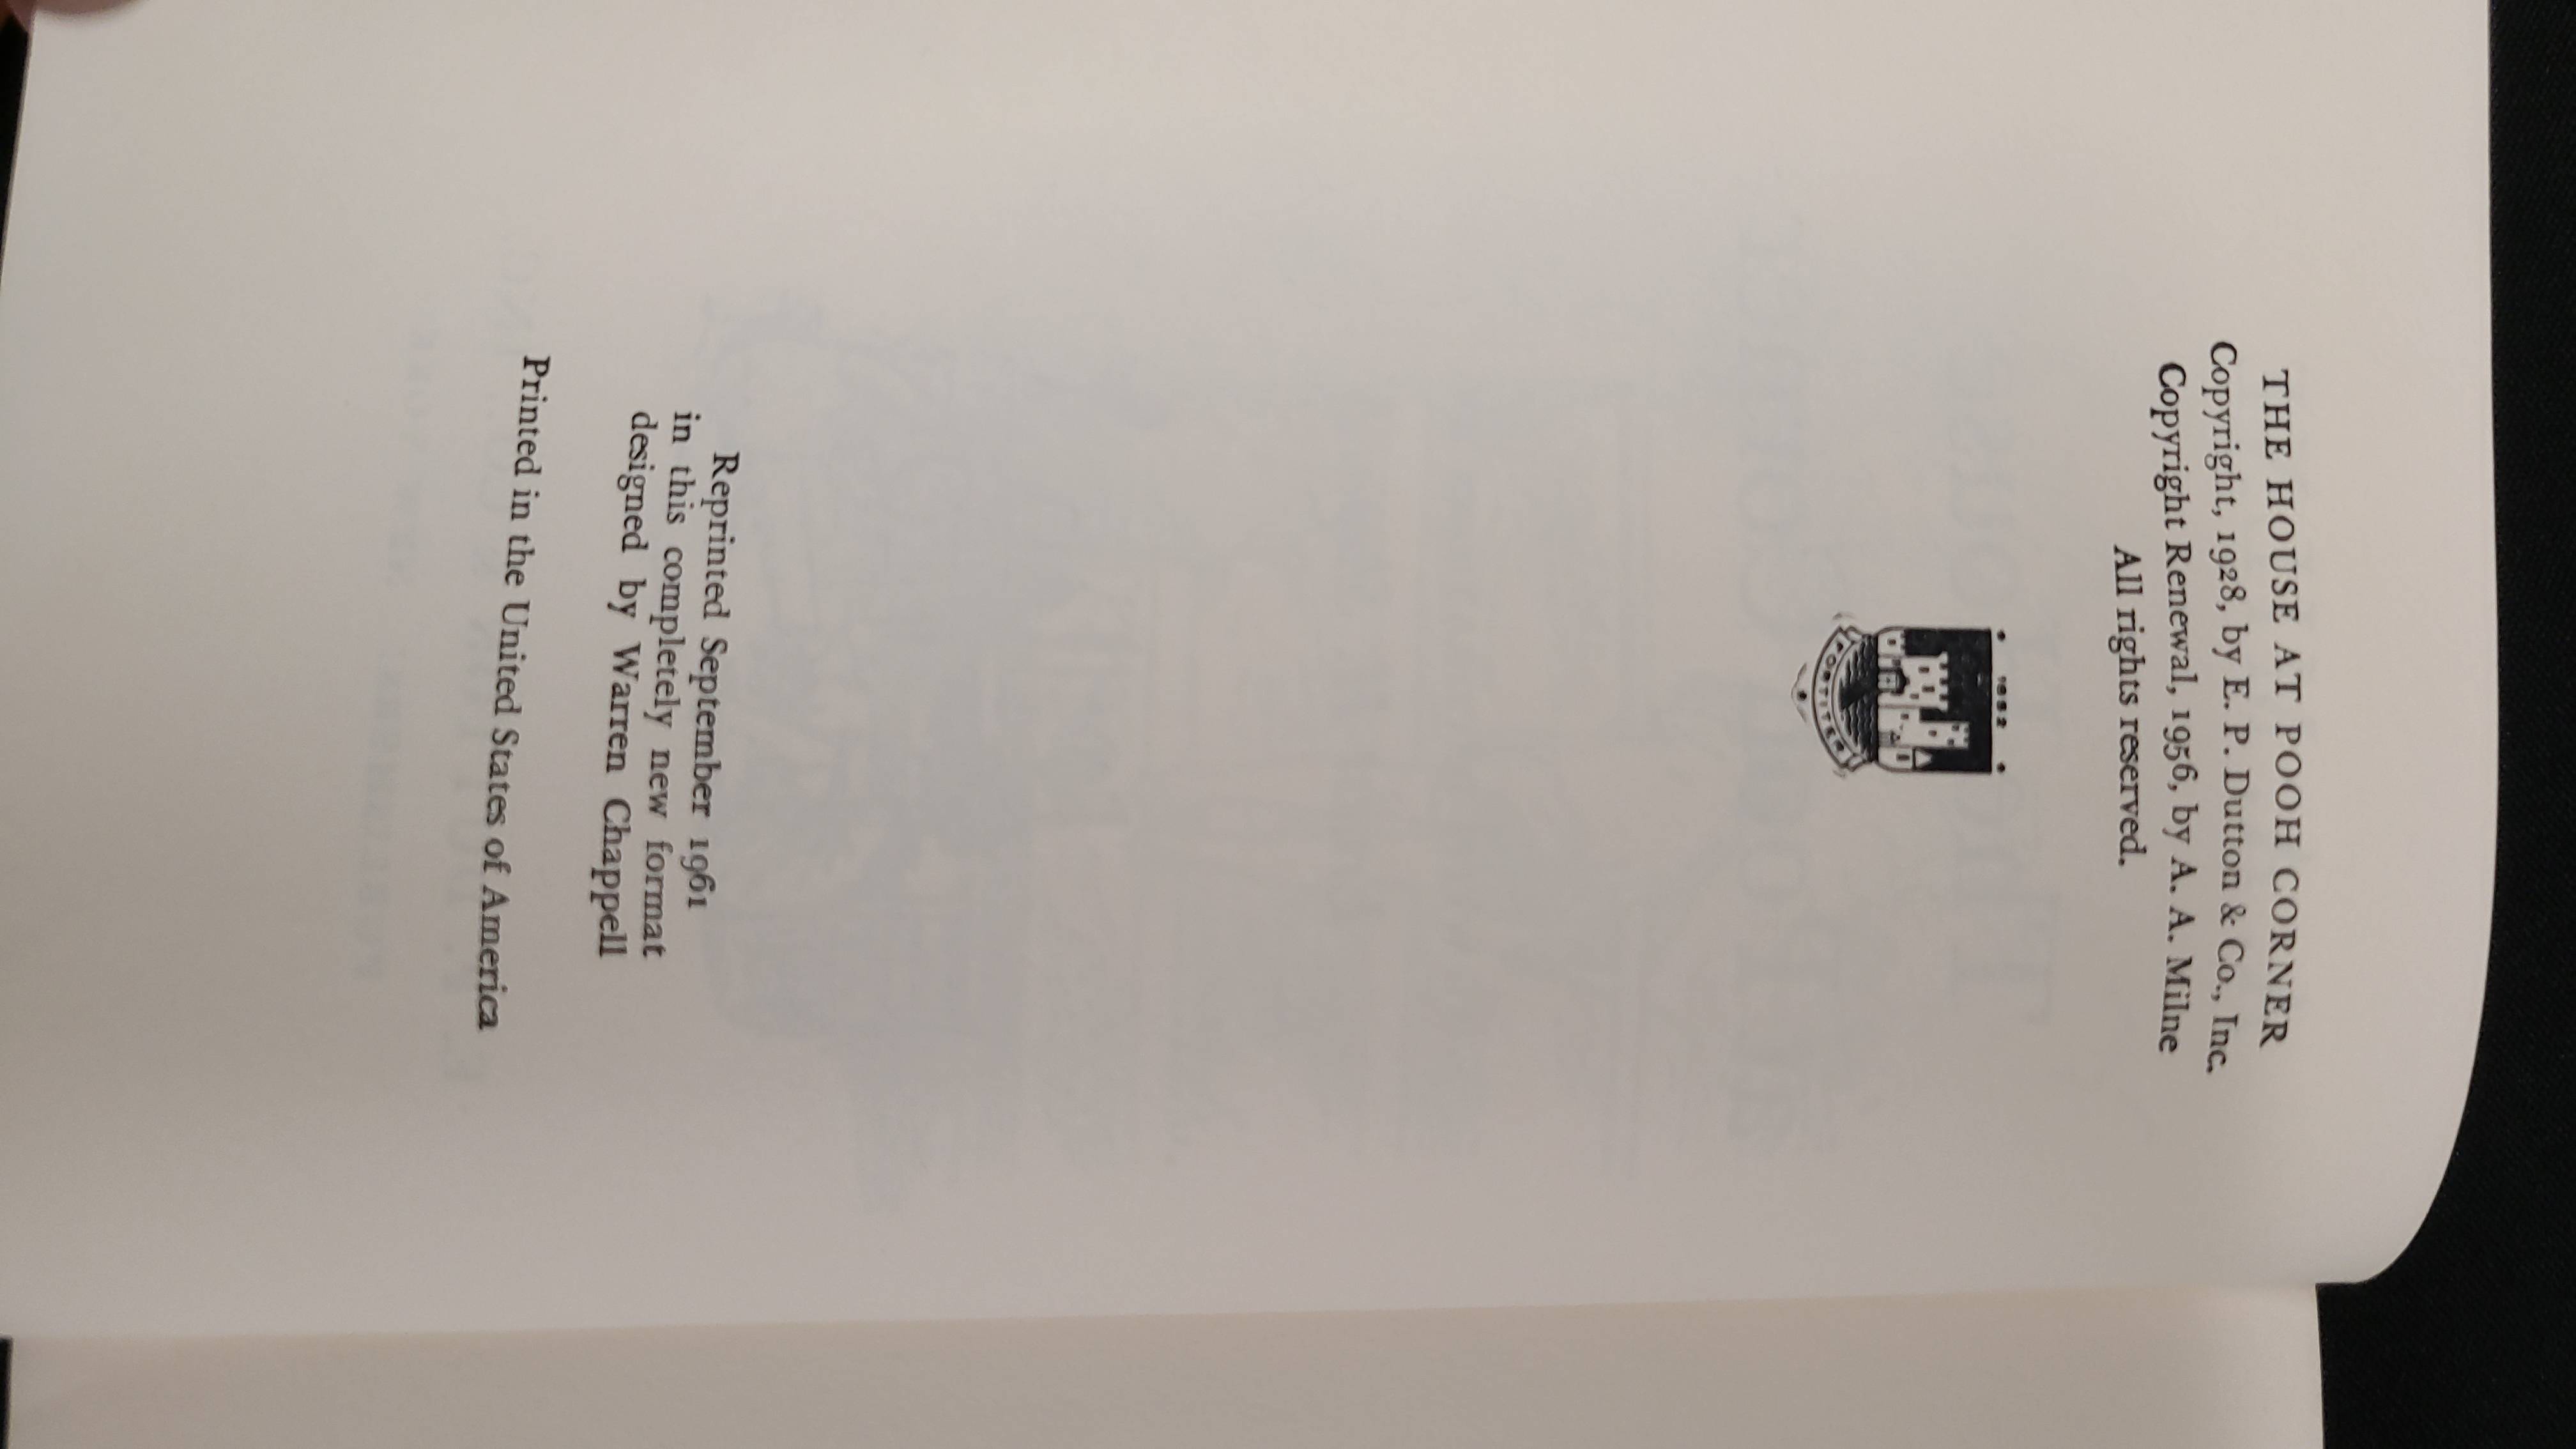 THE HOUSE AT POOH CORNER
Copyright, 1928, by E. P. Dutton & Co., Inc.
Copyright Renewal, 1956, by A. A. Milne
All rights reserved.
1852
FORTITER
Reprinted September 1961
in this completely new format
designed by Warren Chappell
Printed in the United States of America